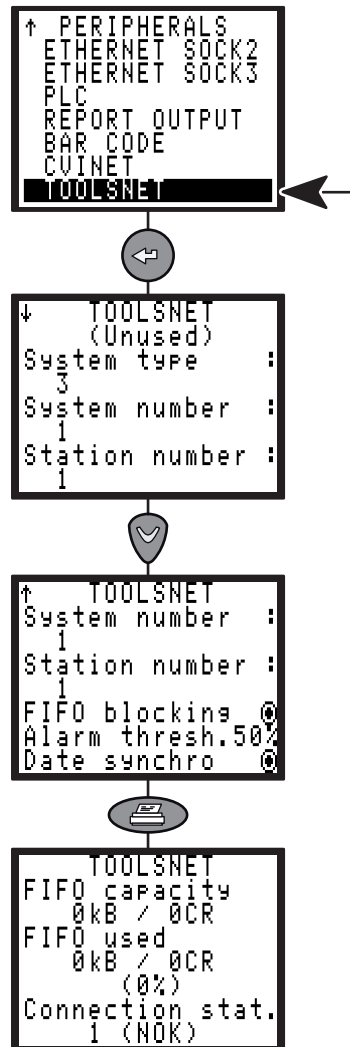 ↑ PERIPHERALS
ETHERNET SOCK2
ETHERNET SOCK3
PLC
REPORT OUTPUT
BAR CODE
CVINET
TOOLSNET
↓ TOOLSNET
(Unused)
System type :
3
System number :
1
Station number :
1
↑ TOOLSNET
System number :
1
Station number :
1
FIFO blocking ◉
Alarm thresh.50%
Date synchro ◉
TOOLSNET
FIFO capacity
0kB / 0CR
FIFO used
0kB / 0CR
(0%)
Connection stat.
1 (NOK)